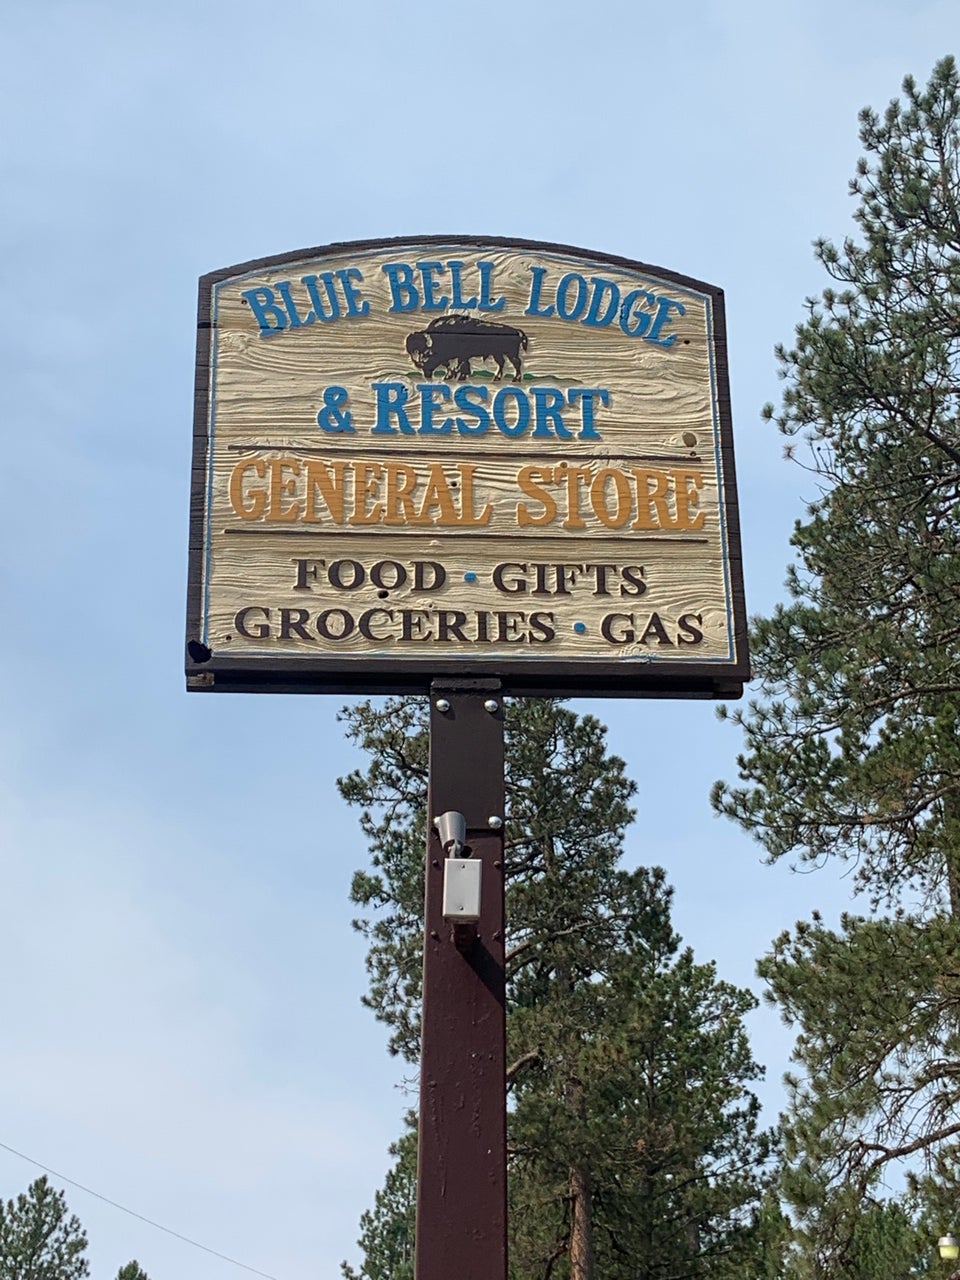 BLUE BELL LODGE
& RESORT
GENERAL STORE
FOOD • GIFTS
GROCERIES • GAS